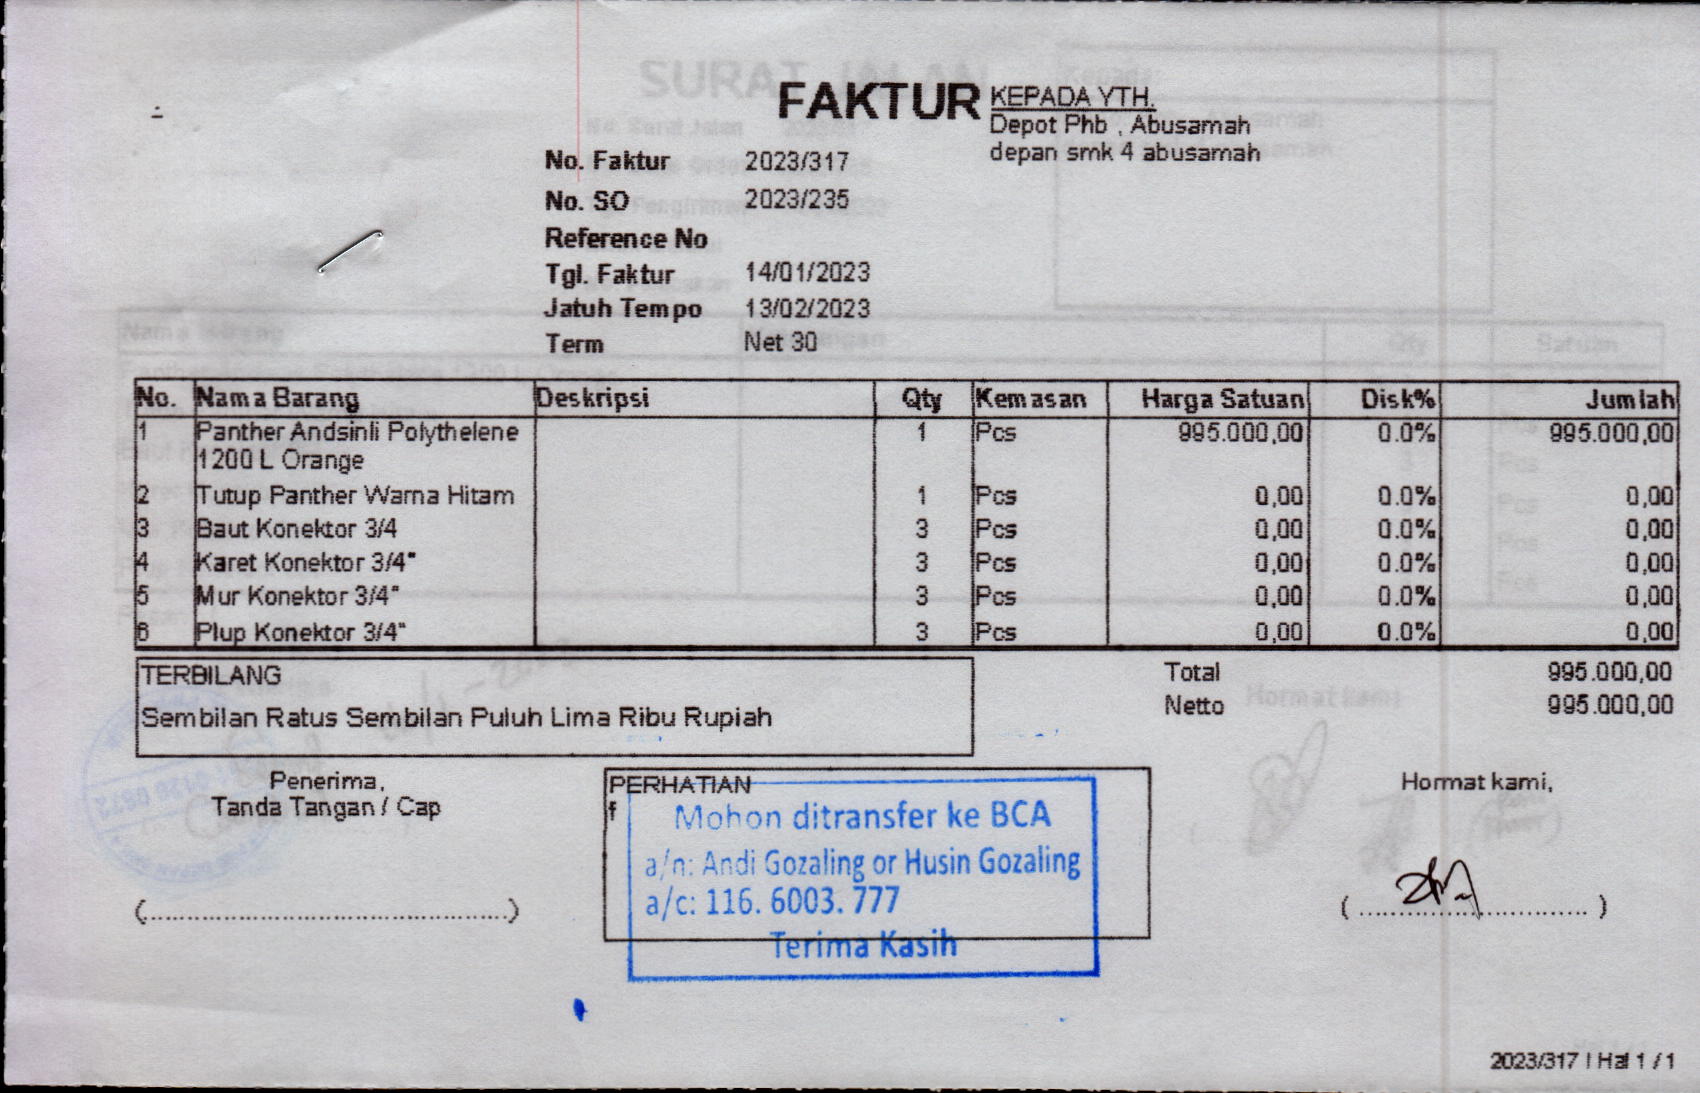 FAKTUR
KEPADA YTH.
Depot Phb , Abusamah
depan smk 4 abusamah
No. Faktur 2023/317
No. SO 2023/235
Reference No
Tgl. Faktur 14/01/2023
Jatuh Tempo 13/02/2023
Term Net 30
No. Nama Barang Deskripsi Qty Kemasan Harga Satuan Disk% Jumlah
1 Panther Andsinli Polythelene 1 Pcs 995.000,00 0.0% 995.000,00
1200 L Orange
2 Tutup Panther Warna Hitam 1 Pcs 0,00 0.0% 0,00
3 Baut Konektor 3/4 3 Pcs 0,00 0.0% 0,00
4 Karet Konektor 3/4" 3 Pcs 0,00 0.0% 0,00
5 Mur Konektor 3/4" 3 Pcs 0,00 0.0% 0,00
6 Plup Konektor 3/4" 3 Pcs 0,00 0.0% 0,00
TERBILANG
Sembilan Ratus Sembilan Puluh Lima Ribu Rupiah
Total 995.000,00
Netto 995.000,00
Penerima,
Tanda Tangan / Cap
(................................................)
PERHATIAN
f
Mohon ditransfer ke BCA
a/n: Andi Gozaling or Husin Gozaling
a/c: 116. 6003. 777
Terima Kasih
Hormat kami,
( .............................. )
2023/317 | Hal 1 / 1